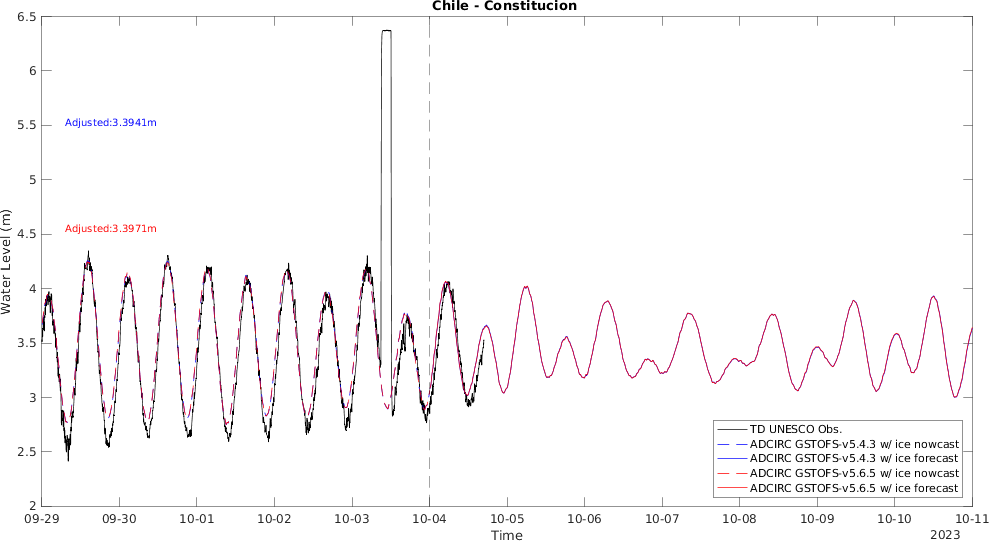 Chile - Constitucion
6.5
6
5.5
5
4.5
4
3.5
3
2.5
2
Water Level (m)
Adjusted:3.3941m
Adjusted:3.3971m
TD UNESCO Obs.
ADCIRC GSTOFS-v5.4.3 w/ ice nowcast
ADCIRC GSTOFS-v5.4.3 w/ ice forecast
ADCIRC GSTOFS-v5.6.5 w/ ice nowcast
ADCIRC GSTOFS-v5.6.5 w/ ice forecast
09-29 09-30 10-01 10-02 10-03 10-04 10-05 10-06 10-07 10-08 10-09 10-10 10-11
Time
2023